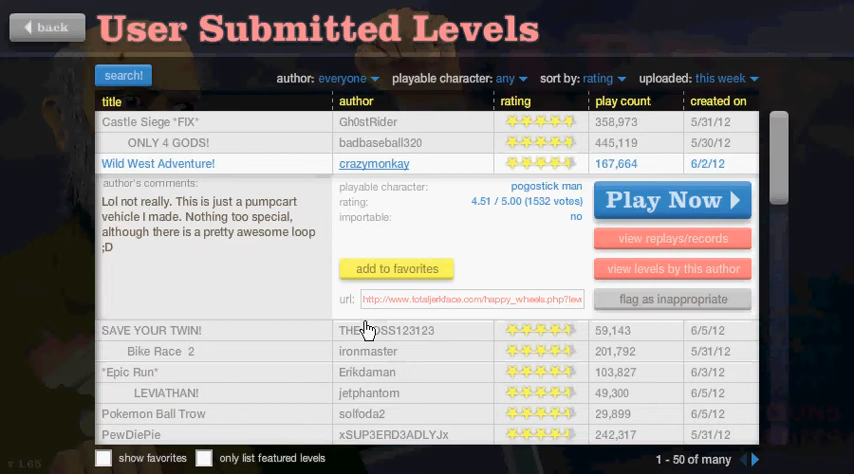 back
User Submitted Levels
search!
author: everyone playable character: any sort by: rating uploaded: this week
title author rating play count created on
Castle Siege *FIX* Gh0stRider 358,973 5/31/12
ONLY 4 GODS! badbaseball320 445,119 5/30/12
Wild West Adventure! crazymonkay 167,664 6/2/12
author's comments:
Lol not really. This is just a pumpcart
vehicle I made. Nothing too special,
although there is a pretty awesome loop
;D
playable character: pogostick man
rating: 4.51 / 5.00 (1532 votes)
importable: no
add to favorites
url: http://www.totaljerkface.com/happy_wheels.php?lev
Play Now
view replays/records
view levels by this author
flag as inappropriate
SAVE YOUR TWIN! 59,143 6/5/12
Bike Race 2 ironmaster 201,792 5/31/12
*Epic Run* Erikdaman 103,827 6/3/12
LEVIATHAN! jetphantom 49,300 6/5/12
Pokemon Ball Trow solfoda2 29,899 6/5/12
PewDiePie xSUP3ERD3ADLYJx 242,317 5/31/12
show favorites only list featured levels 1 - 50 of many
v 1.65